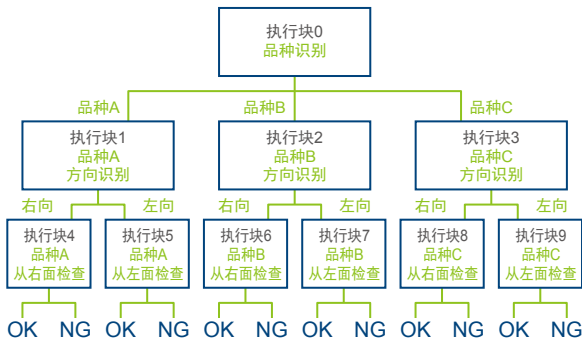 执行块0
品种识别
品种A
品种B
品种C
执行块1
品种A
方向识别
执行块2
品种B
方向识别
执行块3
品种C
方向识别
右向
左向
右向
左向
右向
左向
执行块4
品种A
从右面检查
执行块5
品种A
从左面检查
执行块6
品种B
从右面检查
执行块7
品种B
从左面检查
执行块8
品种C
从右面检查
执行块9
品种C
从左面检查
OK NG OK NG OK NG OK NG OK NG OK NG